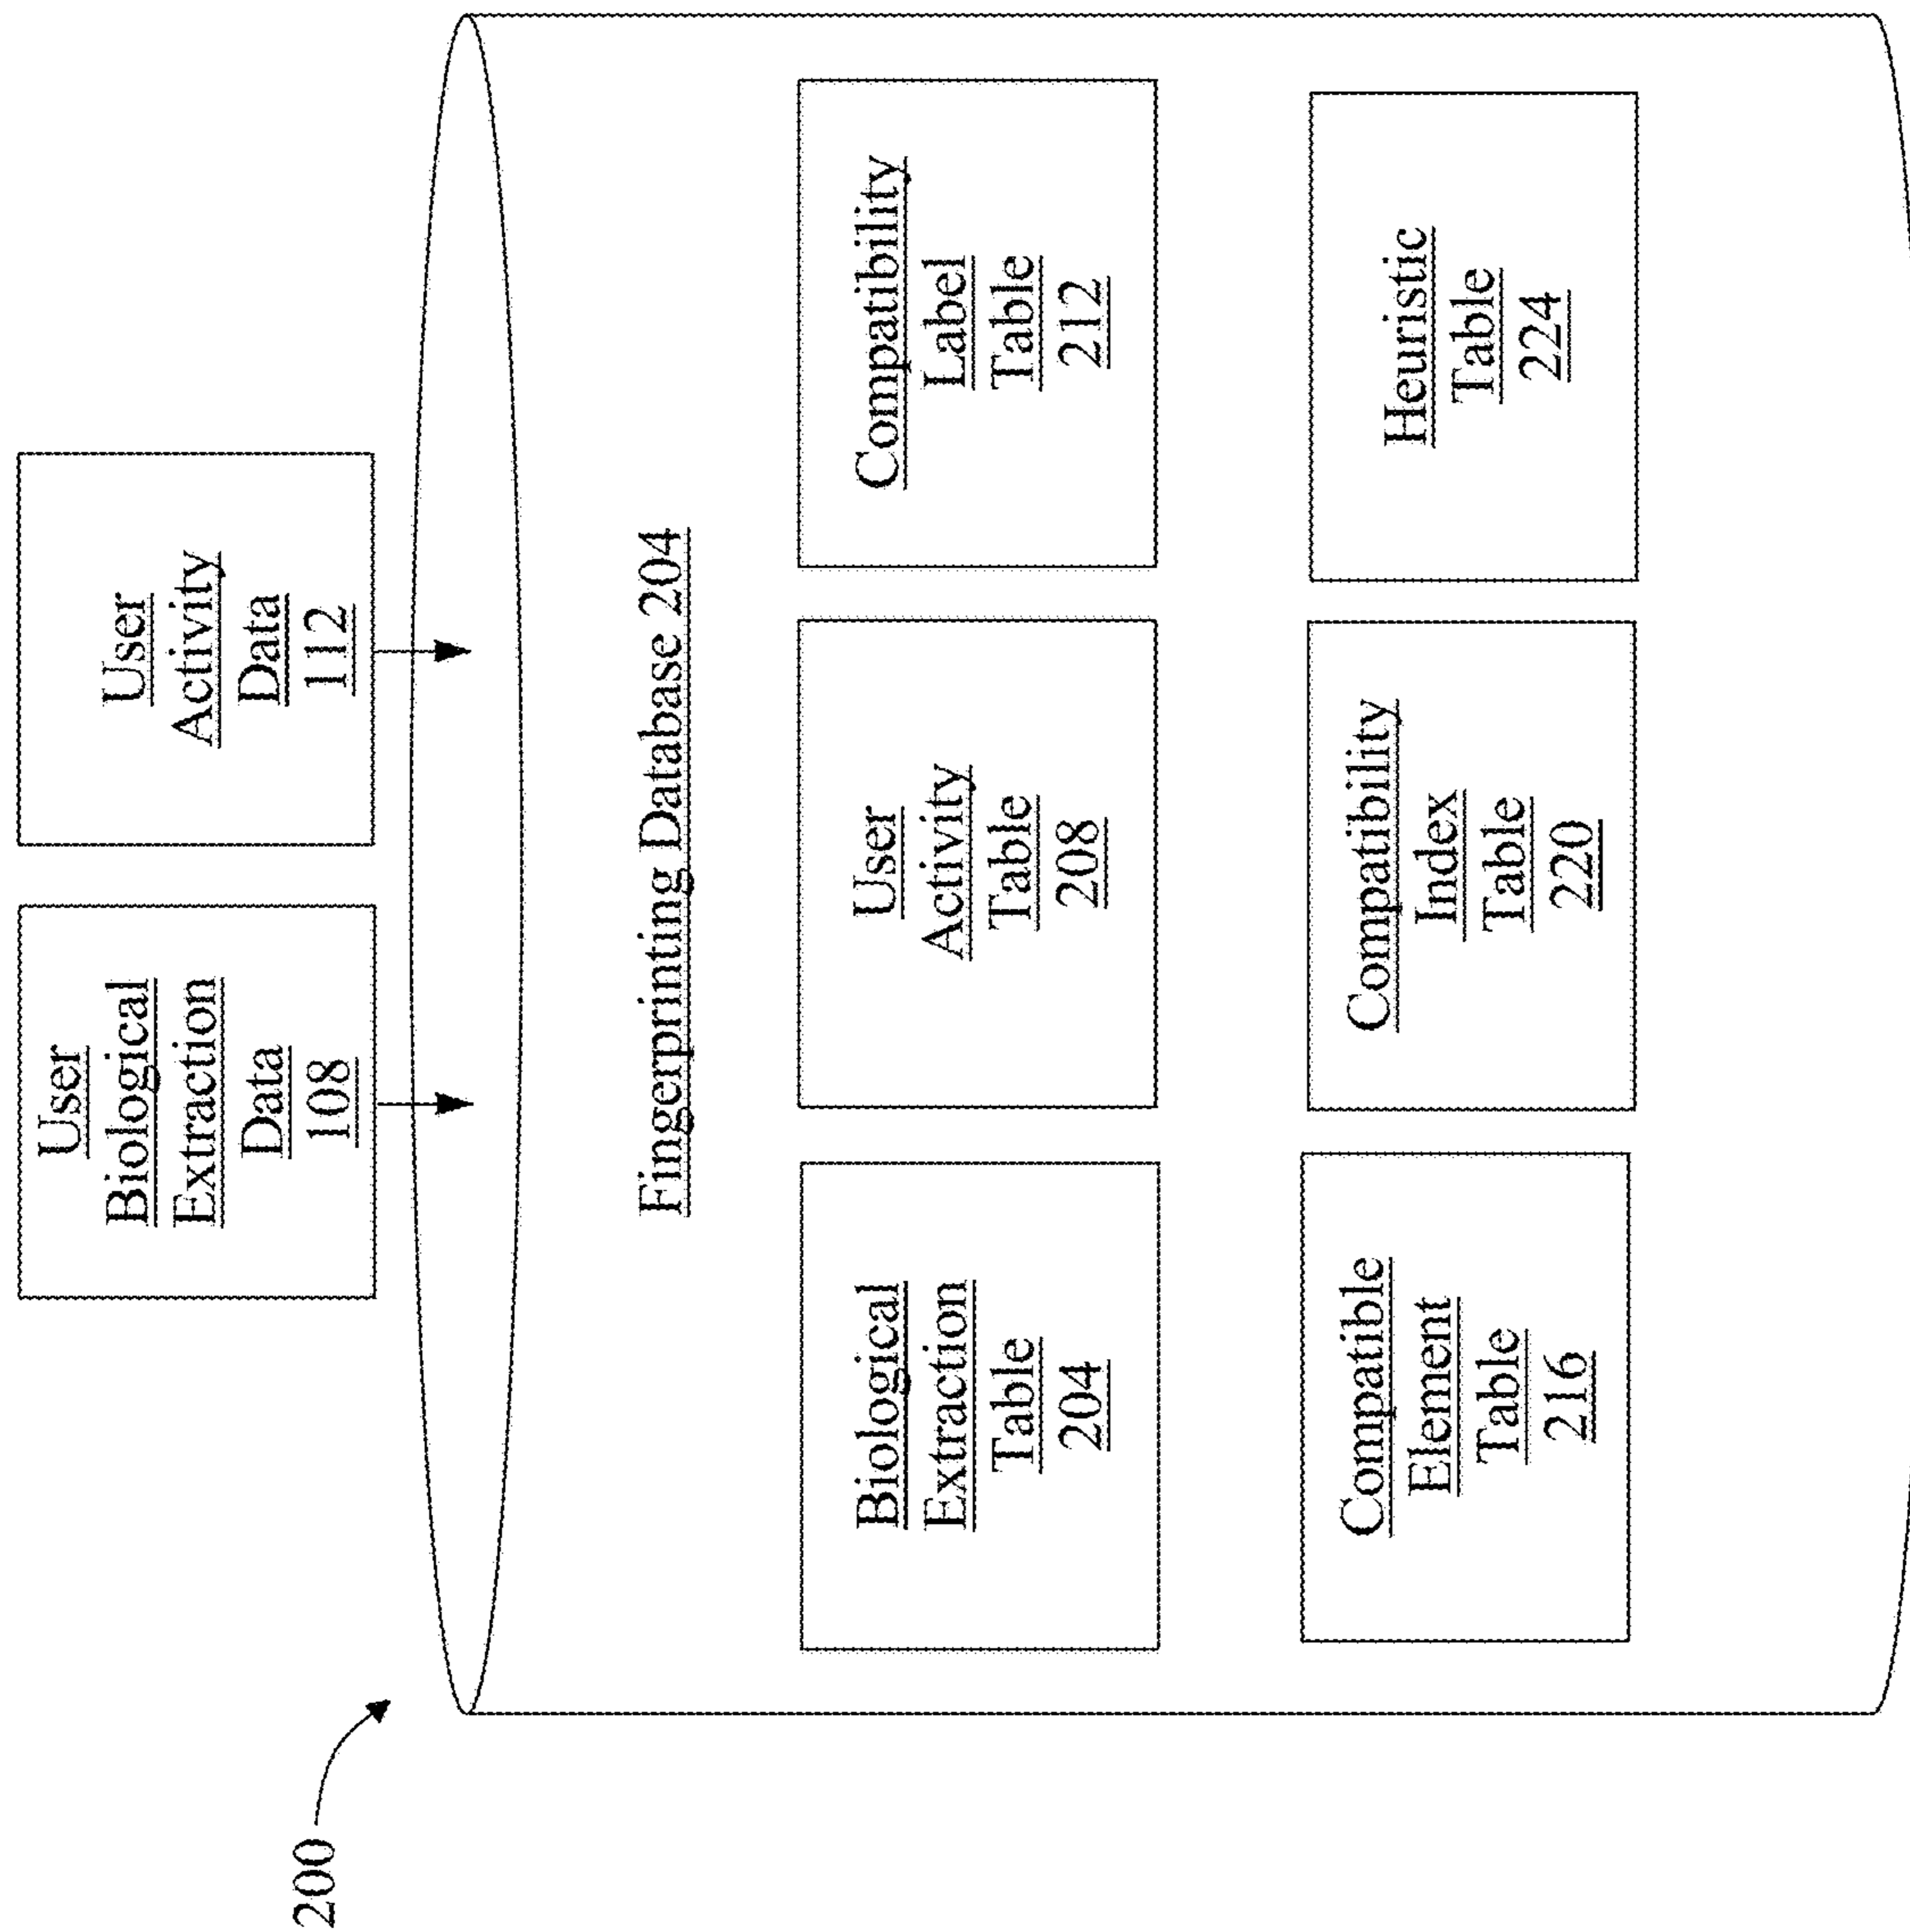 200
User
Biological
Extraction
Data
108
User
Activity
Data
112
Fingerprinting Database 204
Biological
Extraction
Table
204
User
Activity
Table
208
Compatibility
Label
Table
212
Compatible
Element
Table
216
Compatibility
Index
Table
220
Heuristic
Table
224